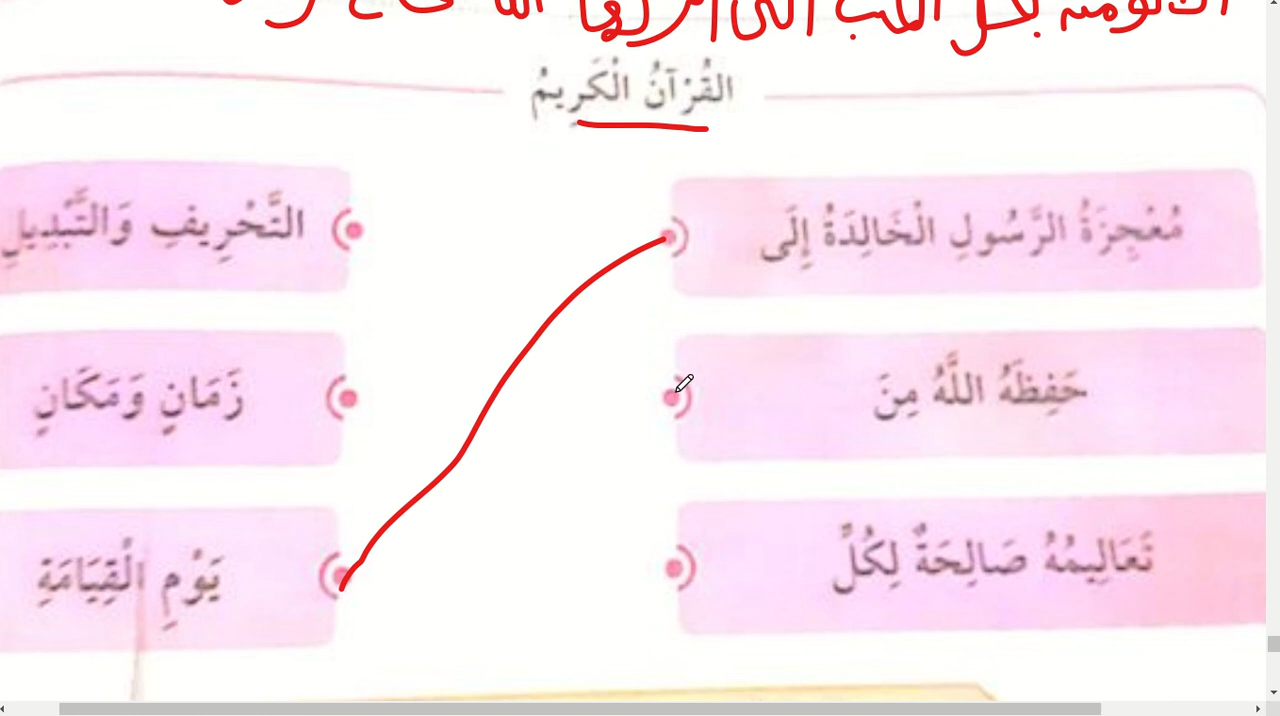 القُرْآنُ الْكَرِيمُ
مُعْجِزَةُ الرَّسُولِ الْخَالِدَةُ إِلَى
التَّحْرِيفِ وَالتَّبْدِيلِ
حَفِظَهُ اللَّهُ مِنَ
زَمَانٍ وَمَكَانٍ
تَعَالِيمُهُ صَالِحَةٌ لِكُلِّ
يَوْمِ الْقِيَامَةِ